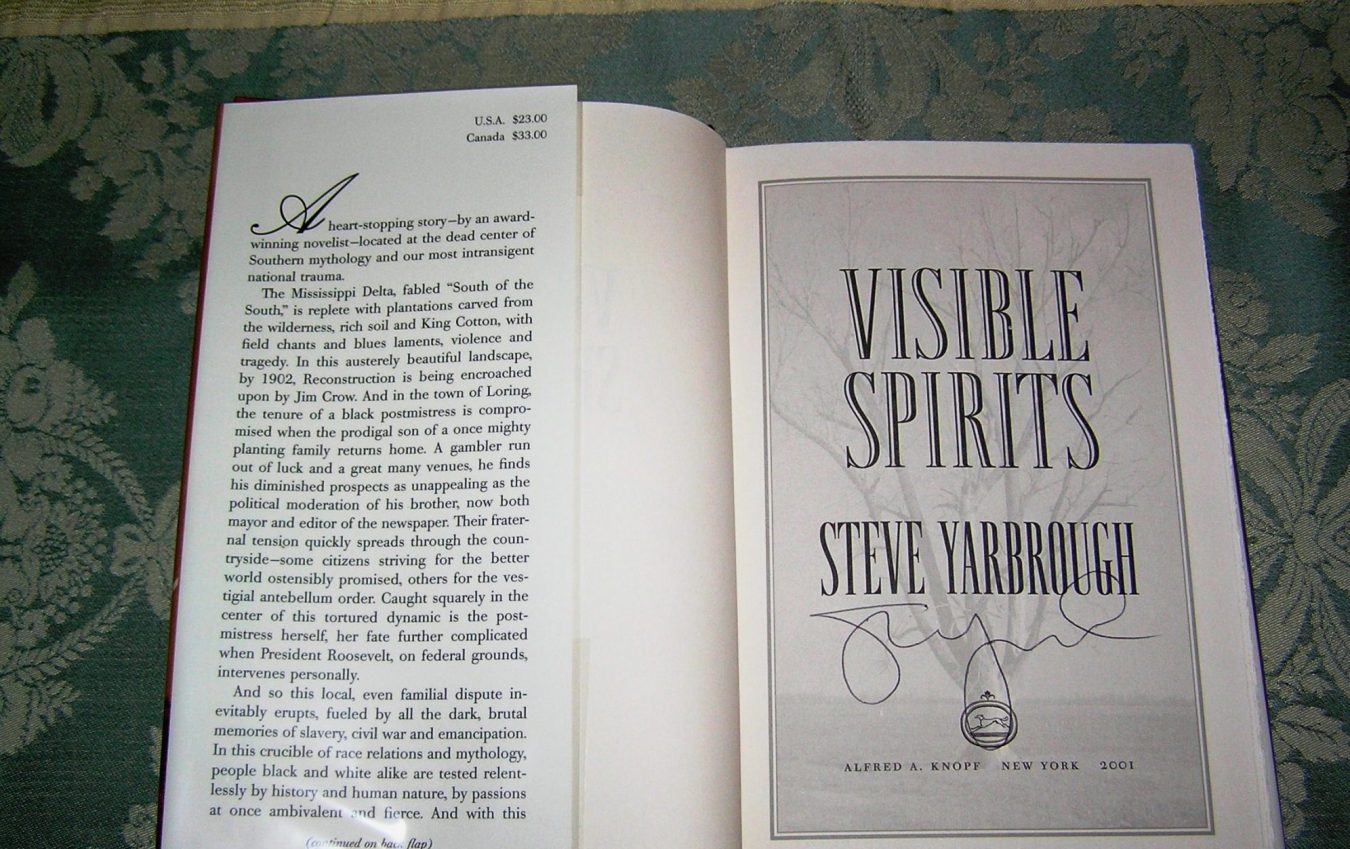 U.S.A. $23.00
Canada $33.00
A heart-stopping story—by an award-
winning novelist—located at the dead center of
Southern mythology and our most intransigent
national trauma.
The Mississippi Delta, fabled “South of the
South,” is replete with plantations carved from
the wilderness, rich soil and King Cotton, with
field chants and blues laments, violence and
tragedy. In this austerely beautiful landscape,
by 1902, Reconstruction is being encroached
upon by Jim Crow. And in the town of Loring,
the tenure of a black postmistress is compro-
mised when the prodigal son of a once mighty
planting family returns home. A gambler run
out of luck and a great many venues, he finds
his diminished prospects as unappealing as the
political moderation of his brother, now both
mayor and editor of the newspaper. Their frater-
nal tension quickly spreads through the coun-
tryside—some citizens striving for the better
world ostensibly promised, others for the ves-
tigial antebellum order. Caught squarely in the
center of this tortured dynamic is the post-
mistress herself, her fate further complicated
when President Roosevelt, on federal grounds,
intervenes personally.
And so this local, even familial dispute in-
evitably erupts, fueled by all the dark, brutal
memories of slavery, civil war and emancipation.
In this crucible of race relations and mythology,
people black and white alike are tested relent-
lessly by history and human nature, by passions
at once ambivalent and fierce. And with this
(continued on back flap)
VISIBLE
SPIRITS
STEVE YARBROUGH
ALFRED A. KNOPF NEW YORK 2001